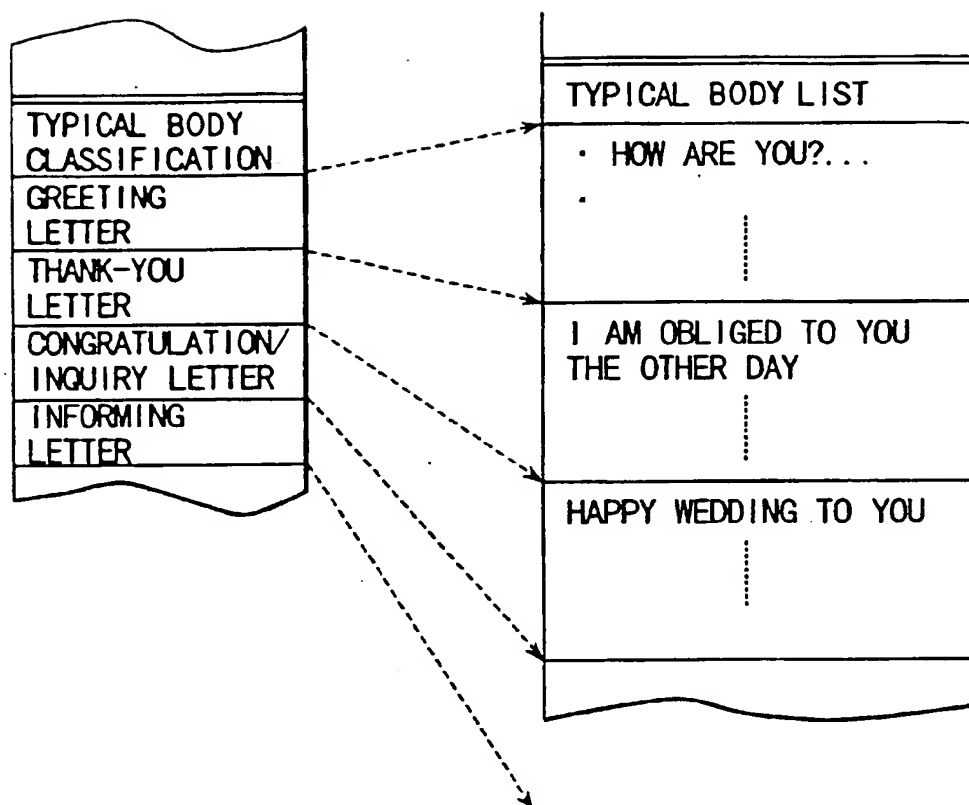 TYPICAL BODY
CLASSIFICATION
GREETING
LETTER
THANK-YOU
LETTER
CONGRATULATION/
INQUIRY LETTER
INFORMING
LETTER
TYPICAL BODY LIST
· HOW ARE YOU?...
·
I AM OBLIGED TO YOU
THE OTHER DAY
HAPPY WEDDING TO YOU